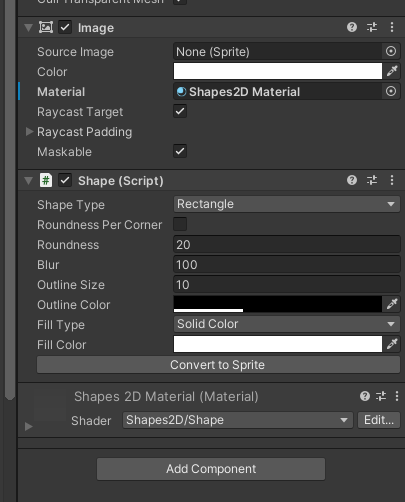 Cull Transparent Mesh
Image
Source Image None (Sprite)
Color
Material Shapes2D Material
Raycast Target
Raycast Padding
Maskable
# Shape (Script)
Shape Type Rectangle
Roundness Per Corner
Roundness 20
Blur 100
Outline Size 10
Outline Color
Fill Type Solid Color
Fill Color
Convert to Sprite
Shapes 2D Material (Material)
Shader Shapes2D/Shape Edit...
Add Component